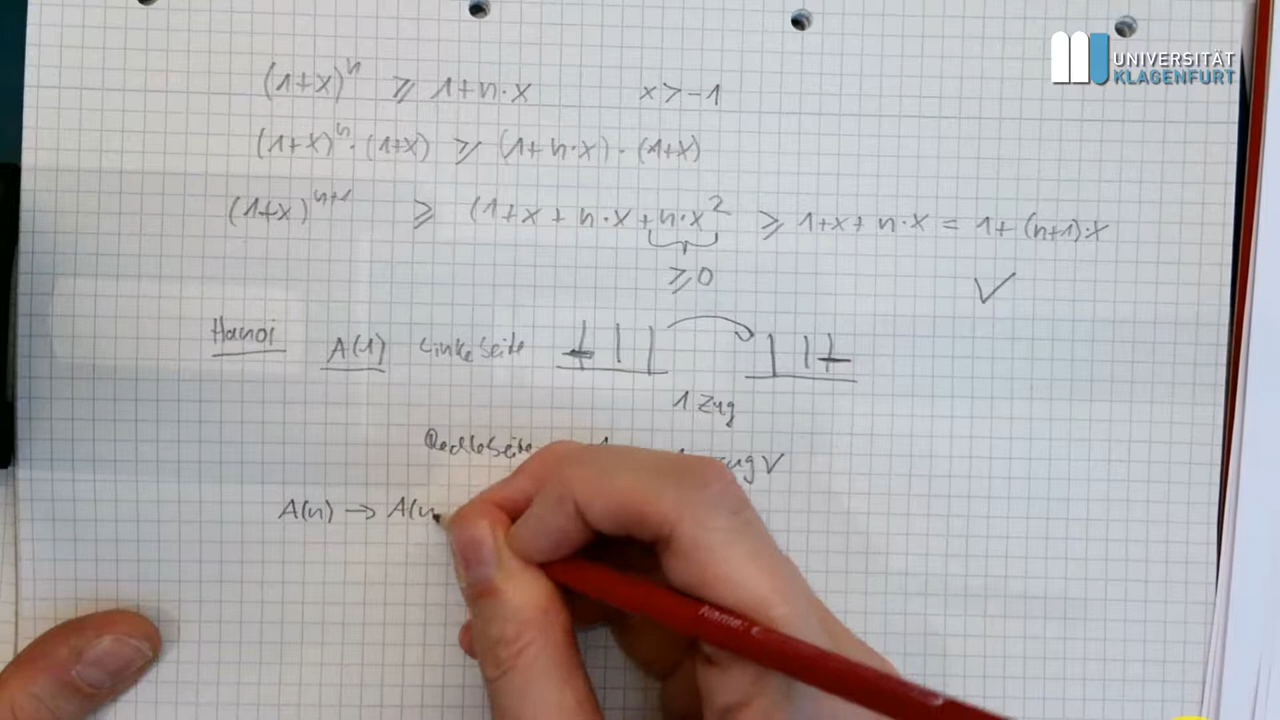 UNIVERSITÄT
KLAGENFURT
(1+x)^n ≥ 1+n·x x>-1
(1+x)^n·(1+x) ≥ (1+n·x)·(1+x)
(1+x)^{n+1} ≥ (1+x+n·x+n·x^2 ≥ 1+x+n·x = 1+(n+1)·x
≥0 ✓
Hanoi A(1) Linke Seite
1 Zug
Rechte Seite
A(n) → A(n
Name: